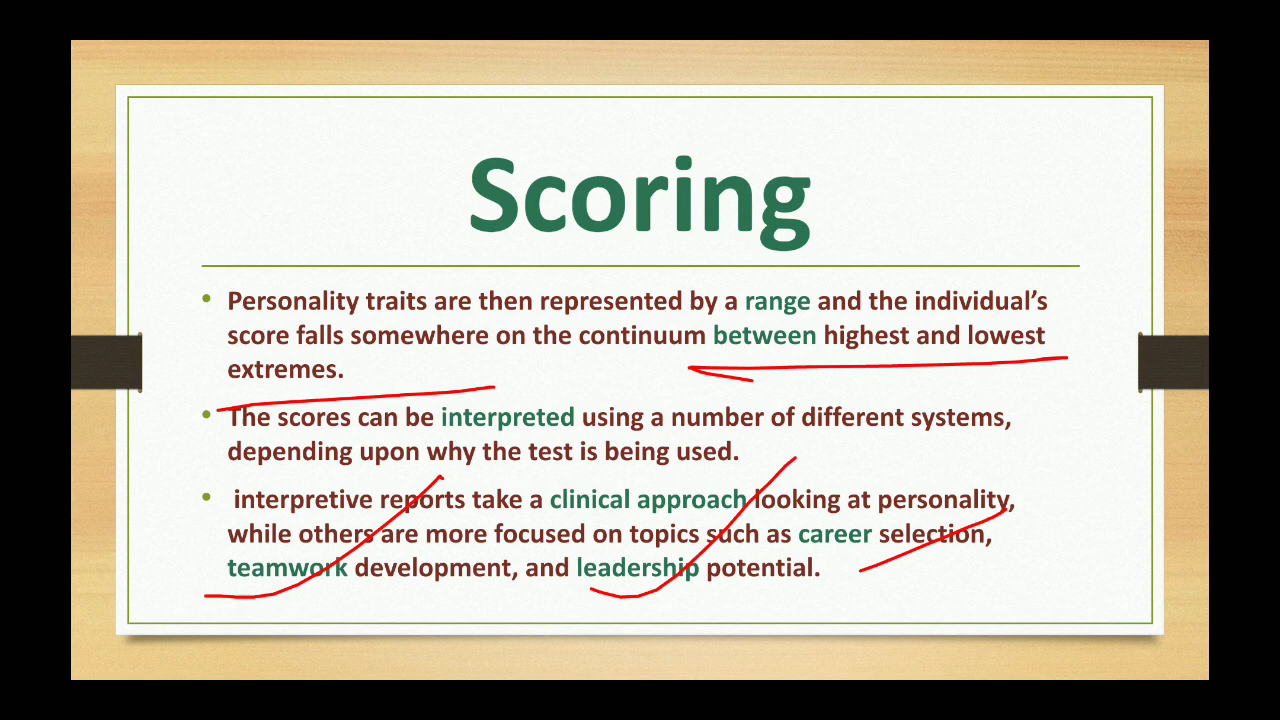 Scoring
• Personality traits are then represented by a range and the individual’s
score falls somewhere on the continuum between highest and lowest
extremes.
• The scores can be interpreted using a number of different systems,
depending upon why the test is being used.
• interpretive reports take a clinical approach looking at personality,
while others are more focused on topics such as career selection,
teamwork development, and leadership potential.